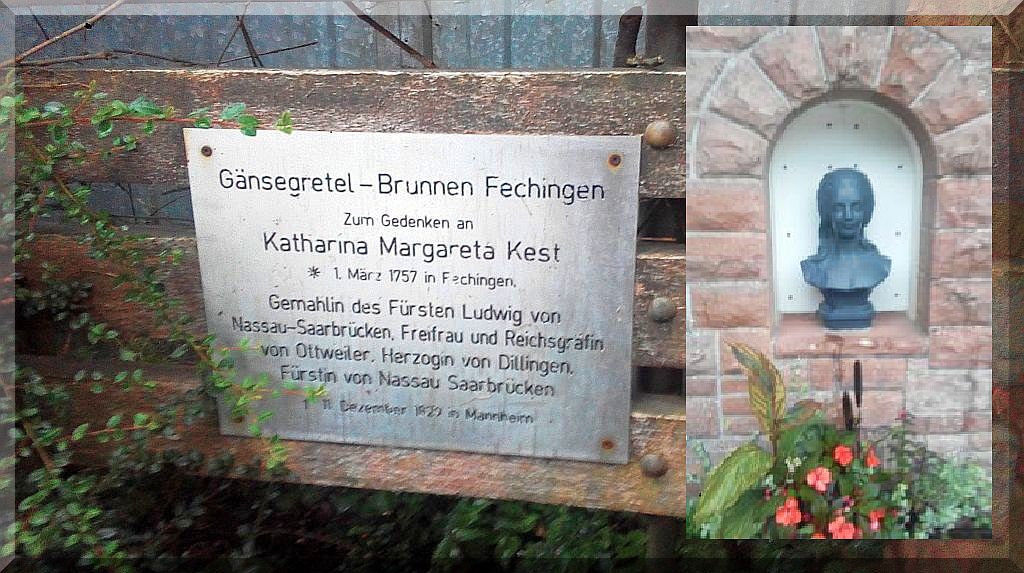 Gänsegretel – Brunnen Fechingen
Zum Gedenken an
Katharina Margareta Kest
* 1. März 1757 in Fechingen,
Gemahlin des Fürsten Ludwig von
Nassau-Saarbrücken, Freifrau und Reichsgräfin
von Ottweiler, Herzogin von Dillingen,
Fürstin von Nassau Saarbrücken
† 11. Dezember 1829 in Mannheim